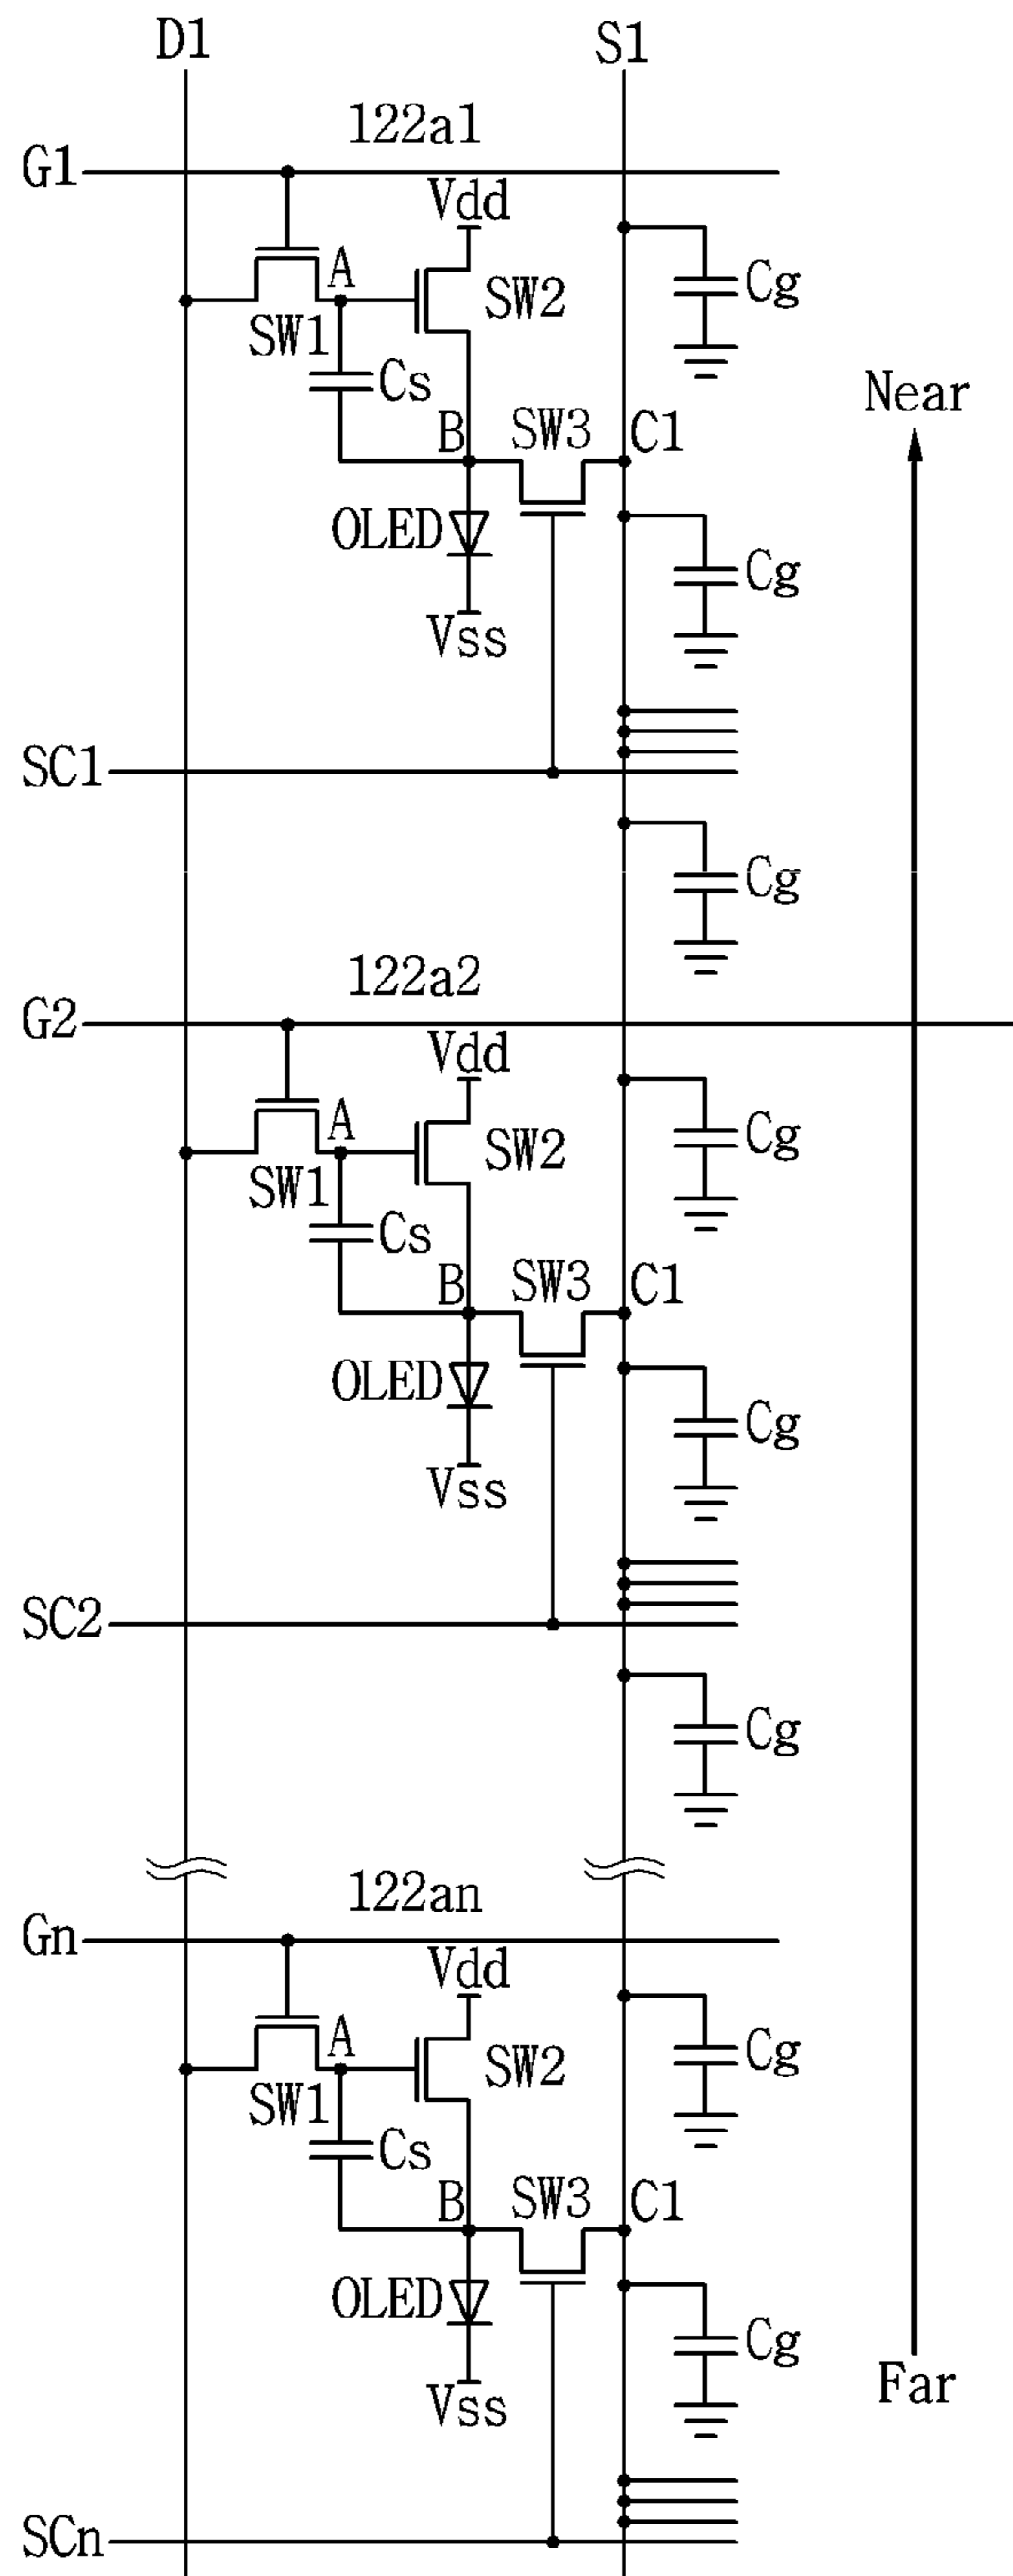 D1
S1
122a1
G1
Vdd
A
SW2
Cg
SW1
Cs
Near
B
SW3
C1
OLED
Cg
Vss
SC1
Cg
122a2
G2
Vdd
A
SW2
Cg
SW1
Cs
B
SW3
C1
OLED
Cg
Vss
SC2
Cg
122an
Gn
Vdd
A
SW2
Cg
SW1
Cs
B
SW3
C1
OLED
Cg
Far
Vss
SCn